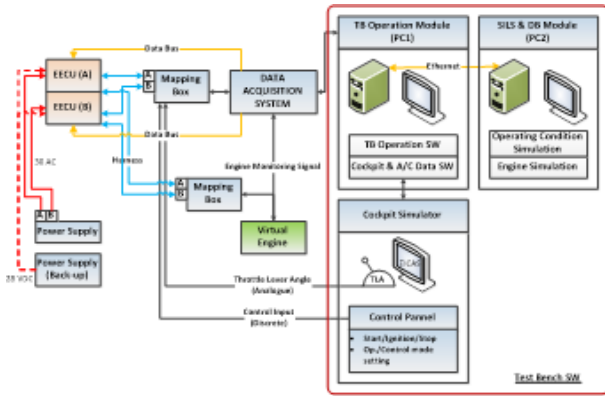 TB Operation Module
(PC1)
SILS & DB Module
(PC2)
Data Bus
EECU (A)
EECU (B)
A
B
Mapping
Box
DATA
ACQUISITION
SYSTEM
Ethernet
Data Bus
Harness
TB Operation SW
Cockpit & A/C Data SW
Operating Condition
Simulation
Engine Simulation
Engine Monitoring Signal
A
B
Mapping
Box
A B
Power Supply
Virtual
Engine
Cockpit Simulator
Power Supply
(Back-up)
28 VDC
Throttle Lever Angle
(Analogue)
TLA
Control Input
(Discrete)
Control Pannel
Start/Ignition/Stop
Op./Control mode
setting
Test Bench SW